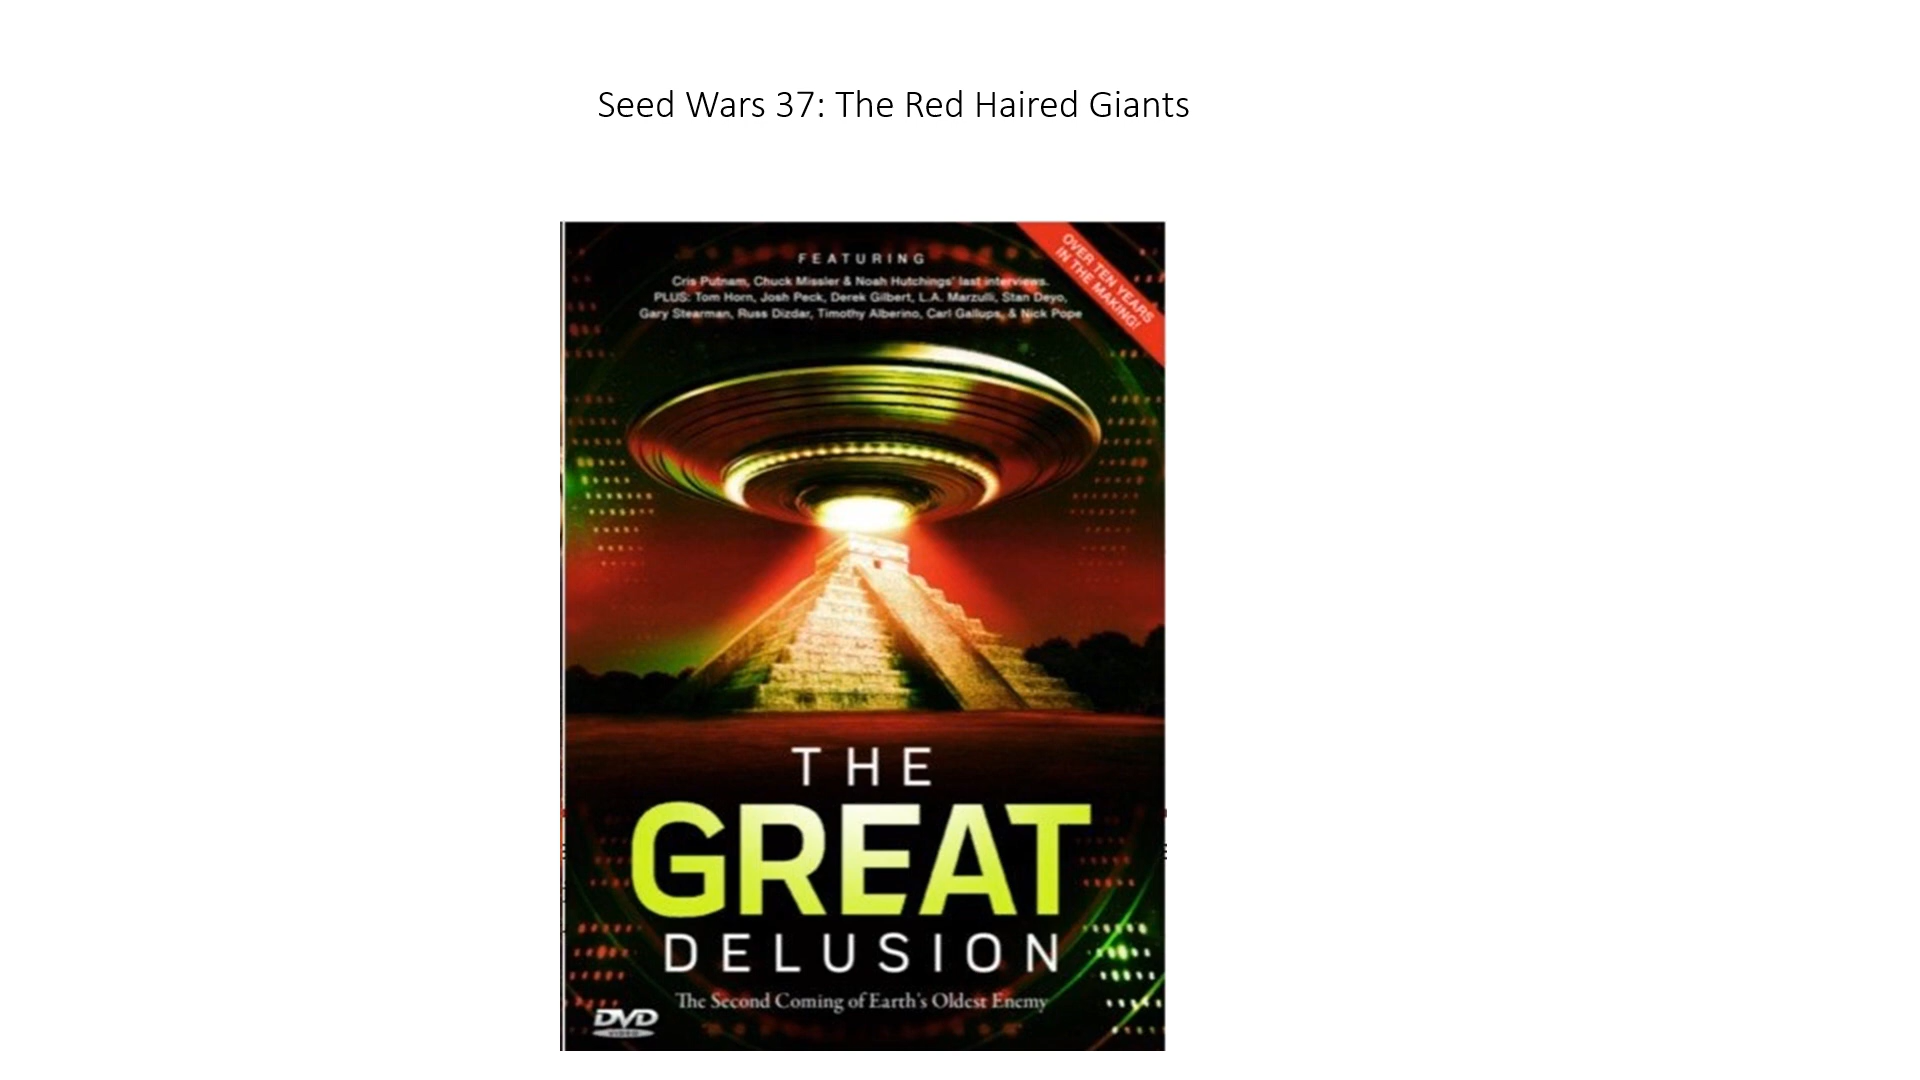 Seed Wars 37: The Red Haired Giants
FEATURING
Cris Putnam, Chuck Missler & Noah Hutchings' last interviews.
PLUS: Tom Horn, Josh Peck, Derek Gilbert, L.A. Marzulli, Stan Deyo,
Gary Stearman, Russ Dizdar, Timothy Alberino, Carl Gallups, & Nick Pope
OVER TEN YEARS
IN THE MAKING!
THE
GREAT
DELUSION
The Second Coming of Earth's Oldest Enemy
DVD
VIDEO